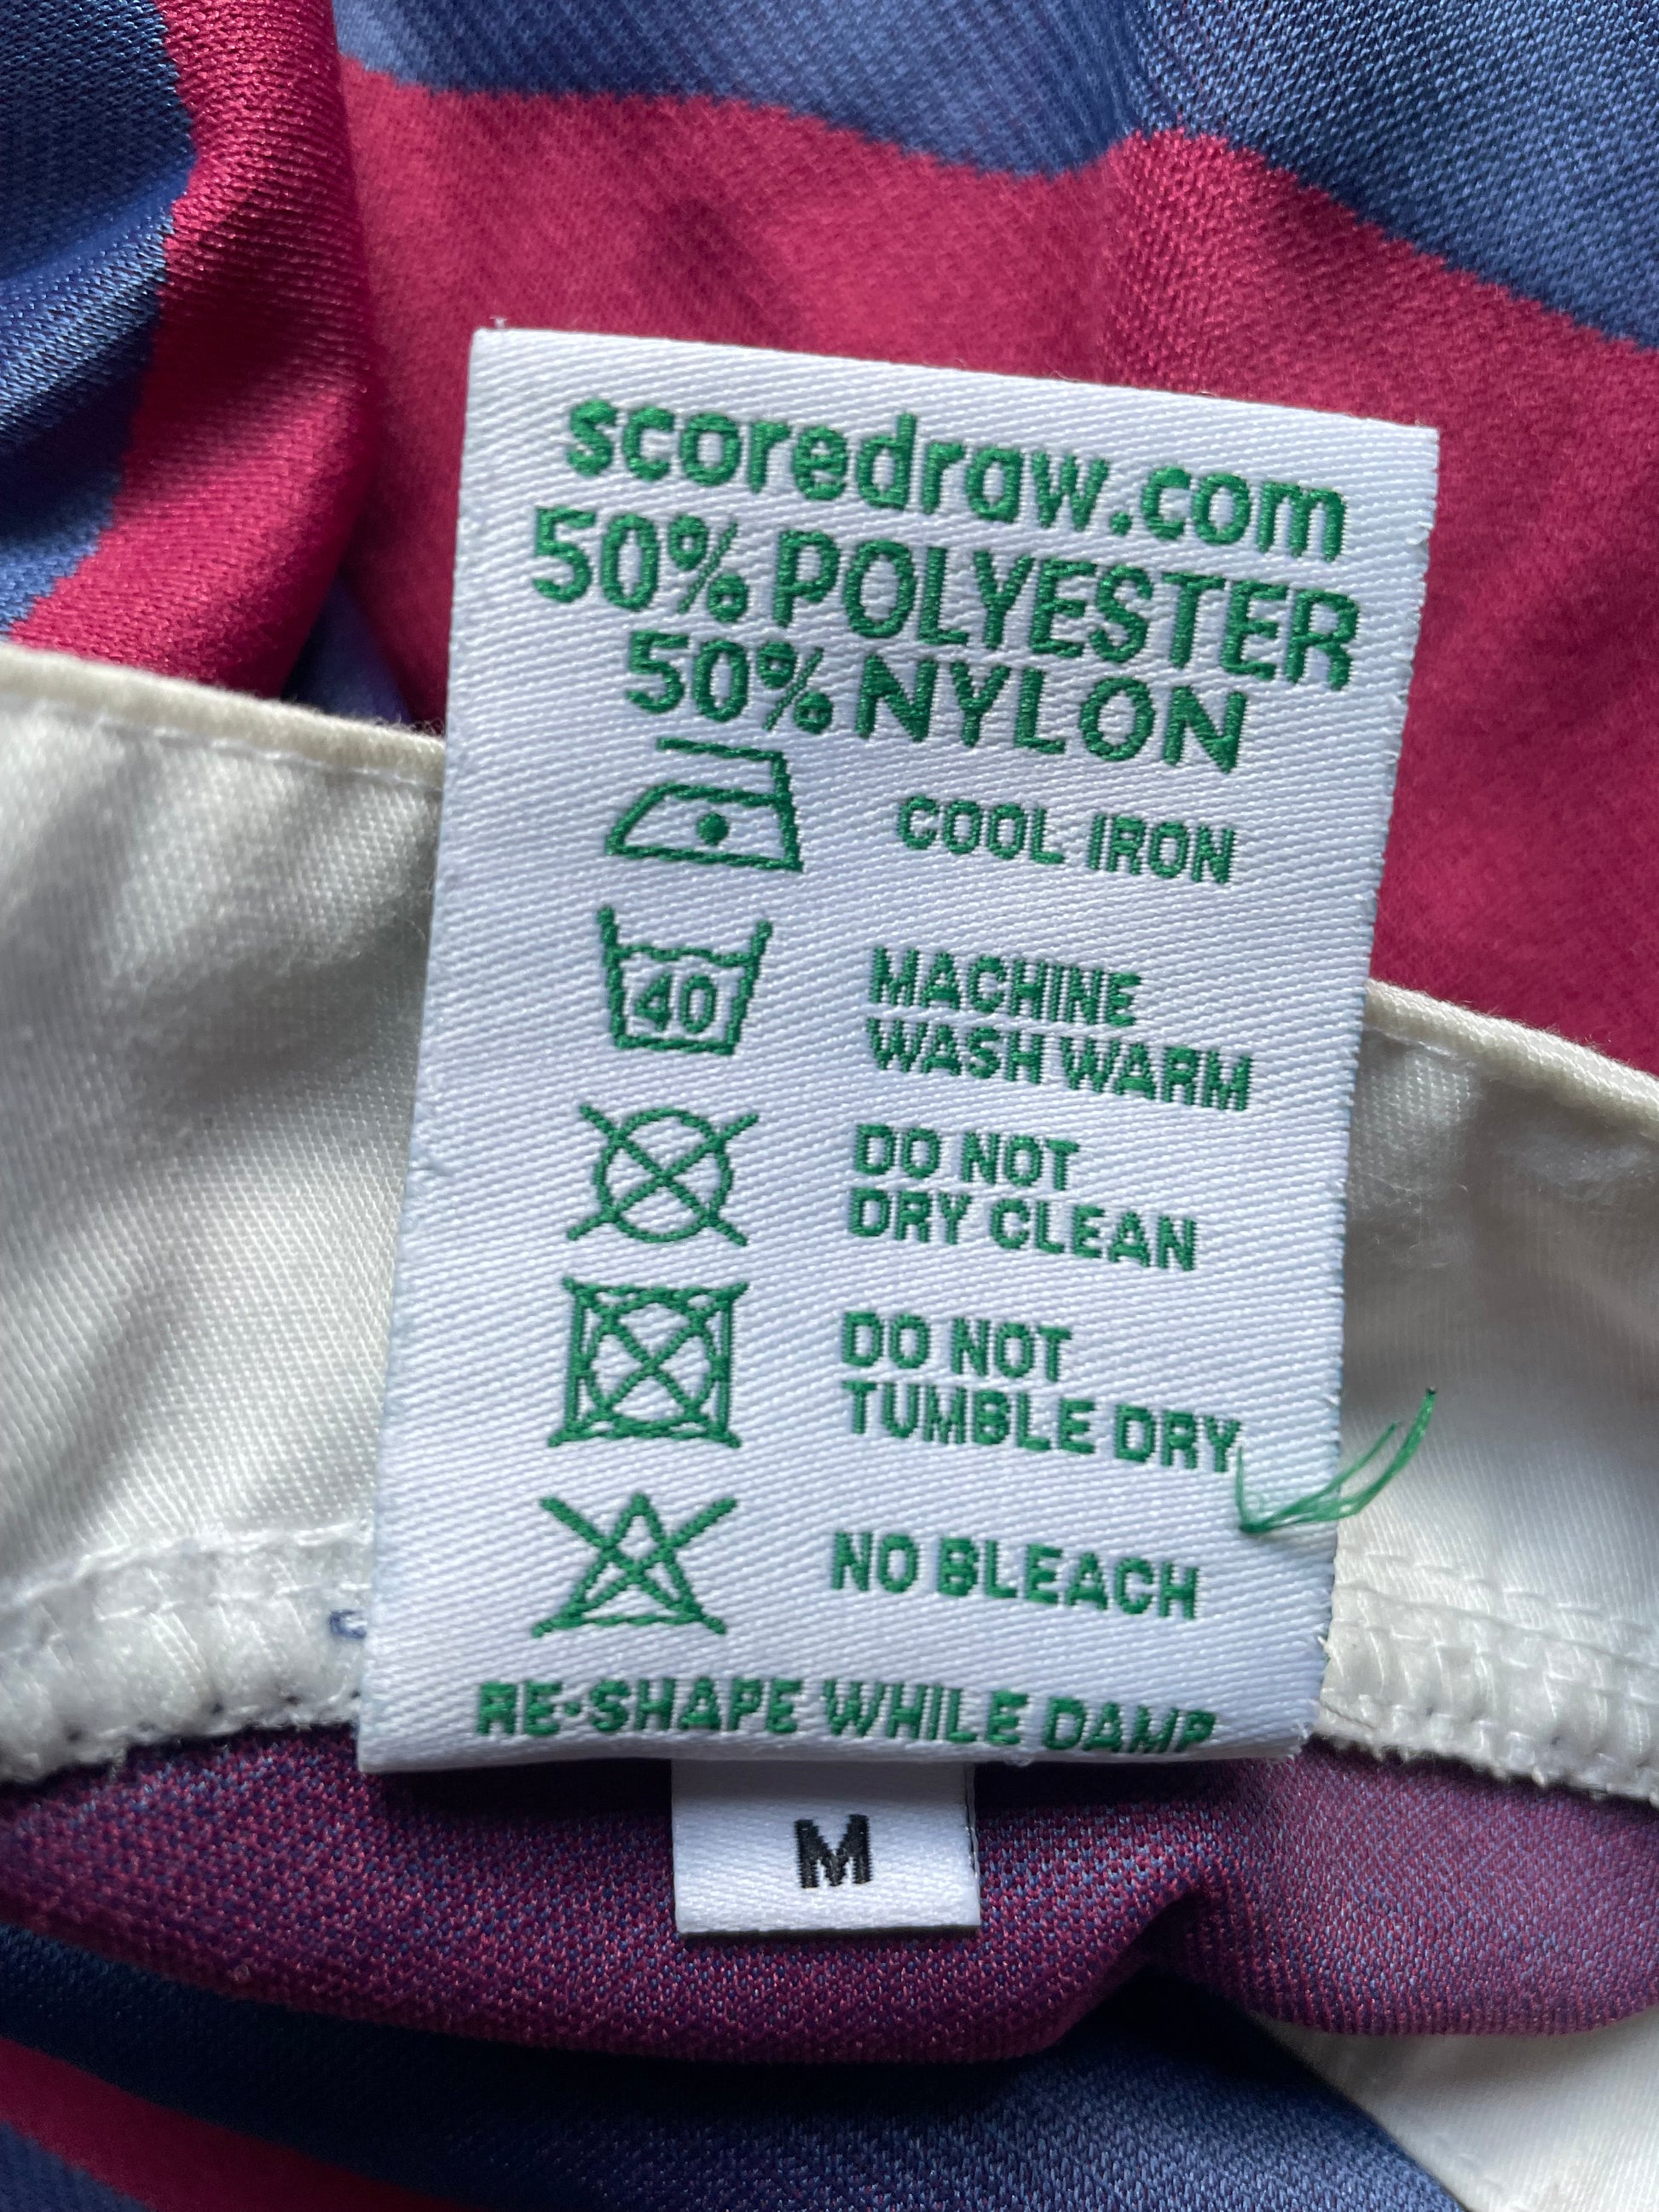 scoredraw.com
50% POLYESTER
50% NYLON
COOL IRON
40
MACHINE
WASH WARM
DO NOT
DRY CLEAN
DO NOT
TUMBLE DRY
NO BLEACH
RE-SHAPE WHILE DAMP
M